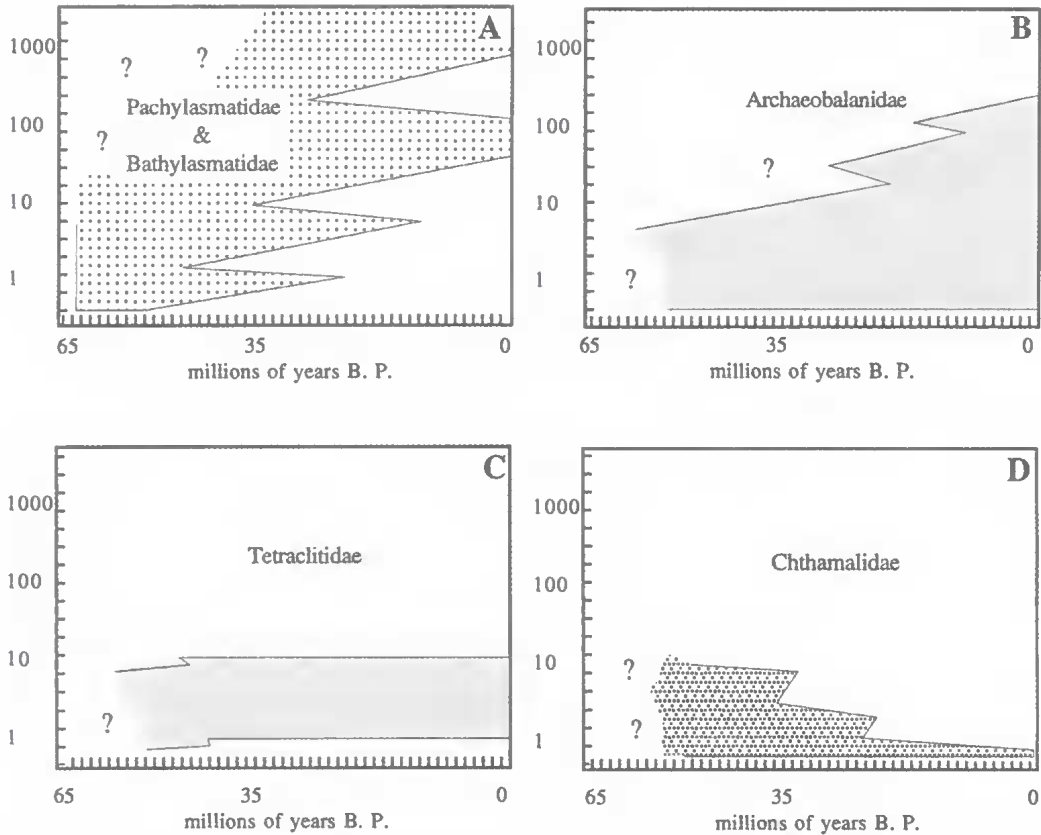 A
1000
?
?
Pachylasmatidae
&
?
Bathylasmatidae
100
10
1
65
35
0
millions of years B. P.
B
1000
Archaeobalanidae
100
?
10
?
1
65
35
0
millions of years B. P.
C
1000
Tetraclitidae
100
10
?
1
65
35
0
millions of years B. P.
D
1000
Chthamalidae
100
10
?
?
1
65
35
0
millions of years B. P.